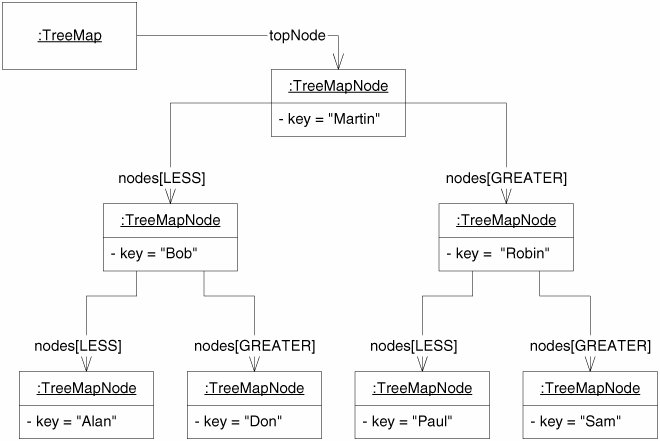 :TreeMap
topNode
:TreeMapNode
- key = "Martin"
nodes[LESS]
nodes[GREATER]
:TreeMapNode
- key = "Bob"
:TreeMapNode
- key =  "Robin"
nodes[LESS]
nodes[GREATER]
nodes[LESS]
nodes[GREATER]
:TreeMapNode
- key = "Alan"
:TreeMapNode
- key = "Don"
:TreeMapNode
- key = "Paul"
:TreeMapNode
- key = "Sam"